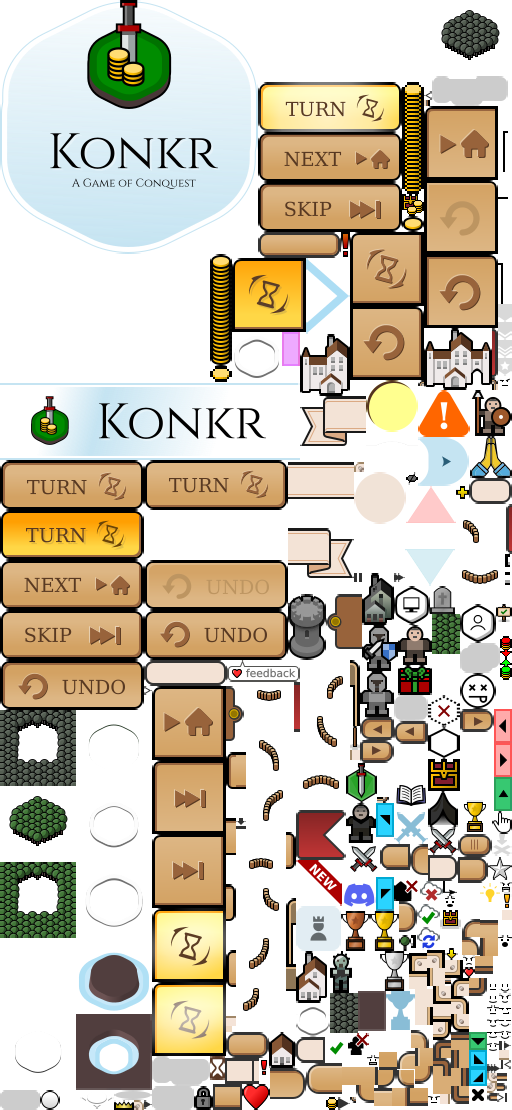 KONKR
A GAME OF CONQUEST
TURN
NEXT
SKIP
KONKR
TURN
TURN
TURN
NEXT
UNDO
SKIP
UNDO
UNDO
feedback
NEW